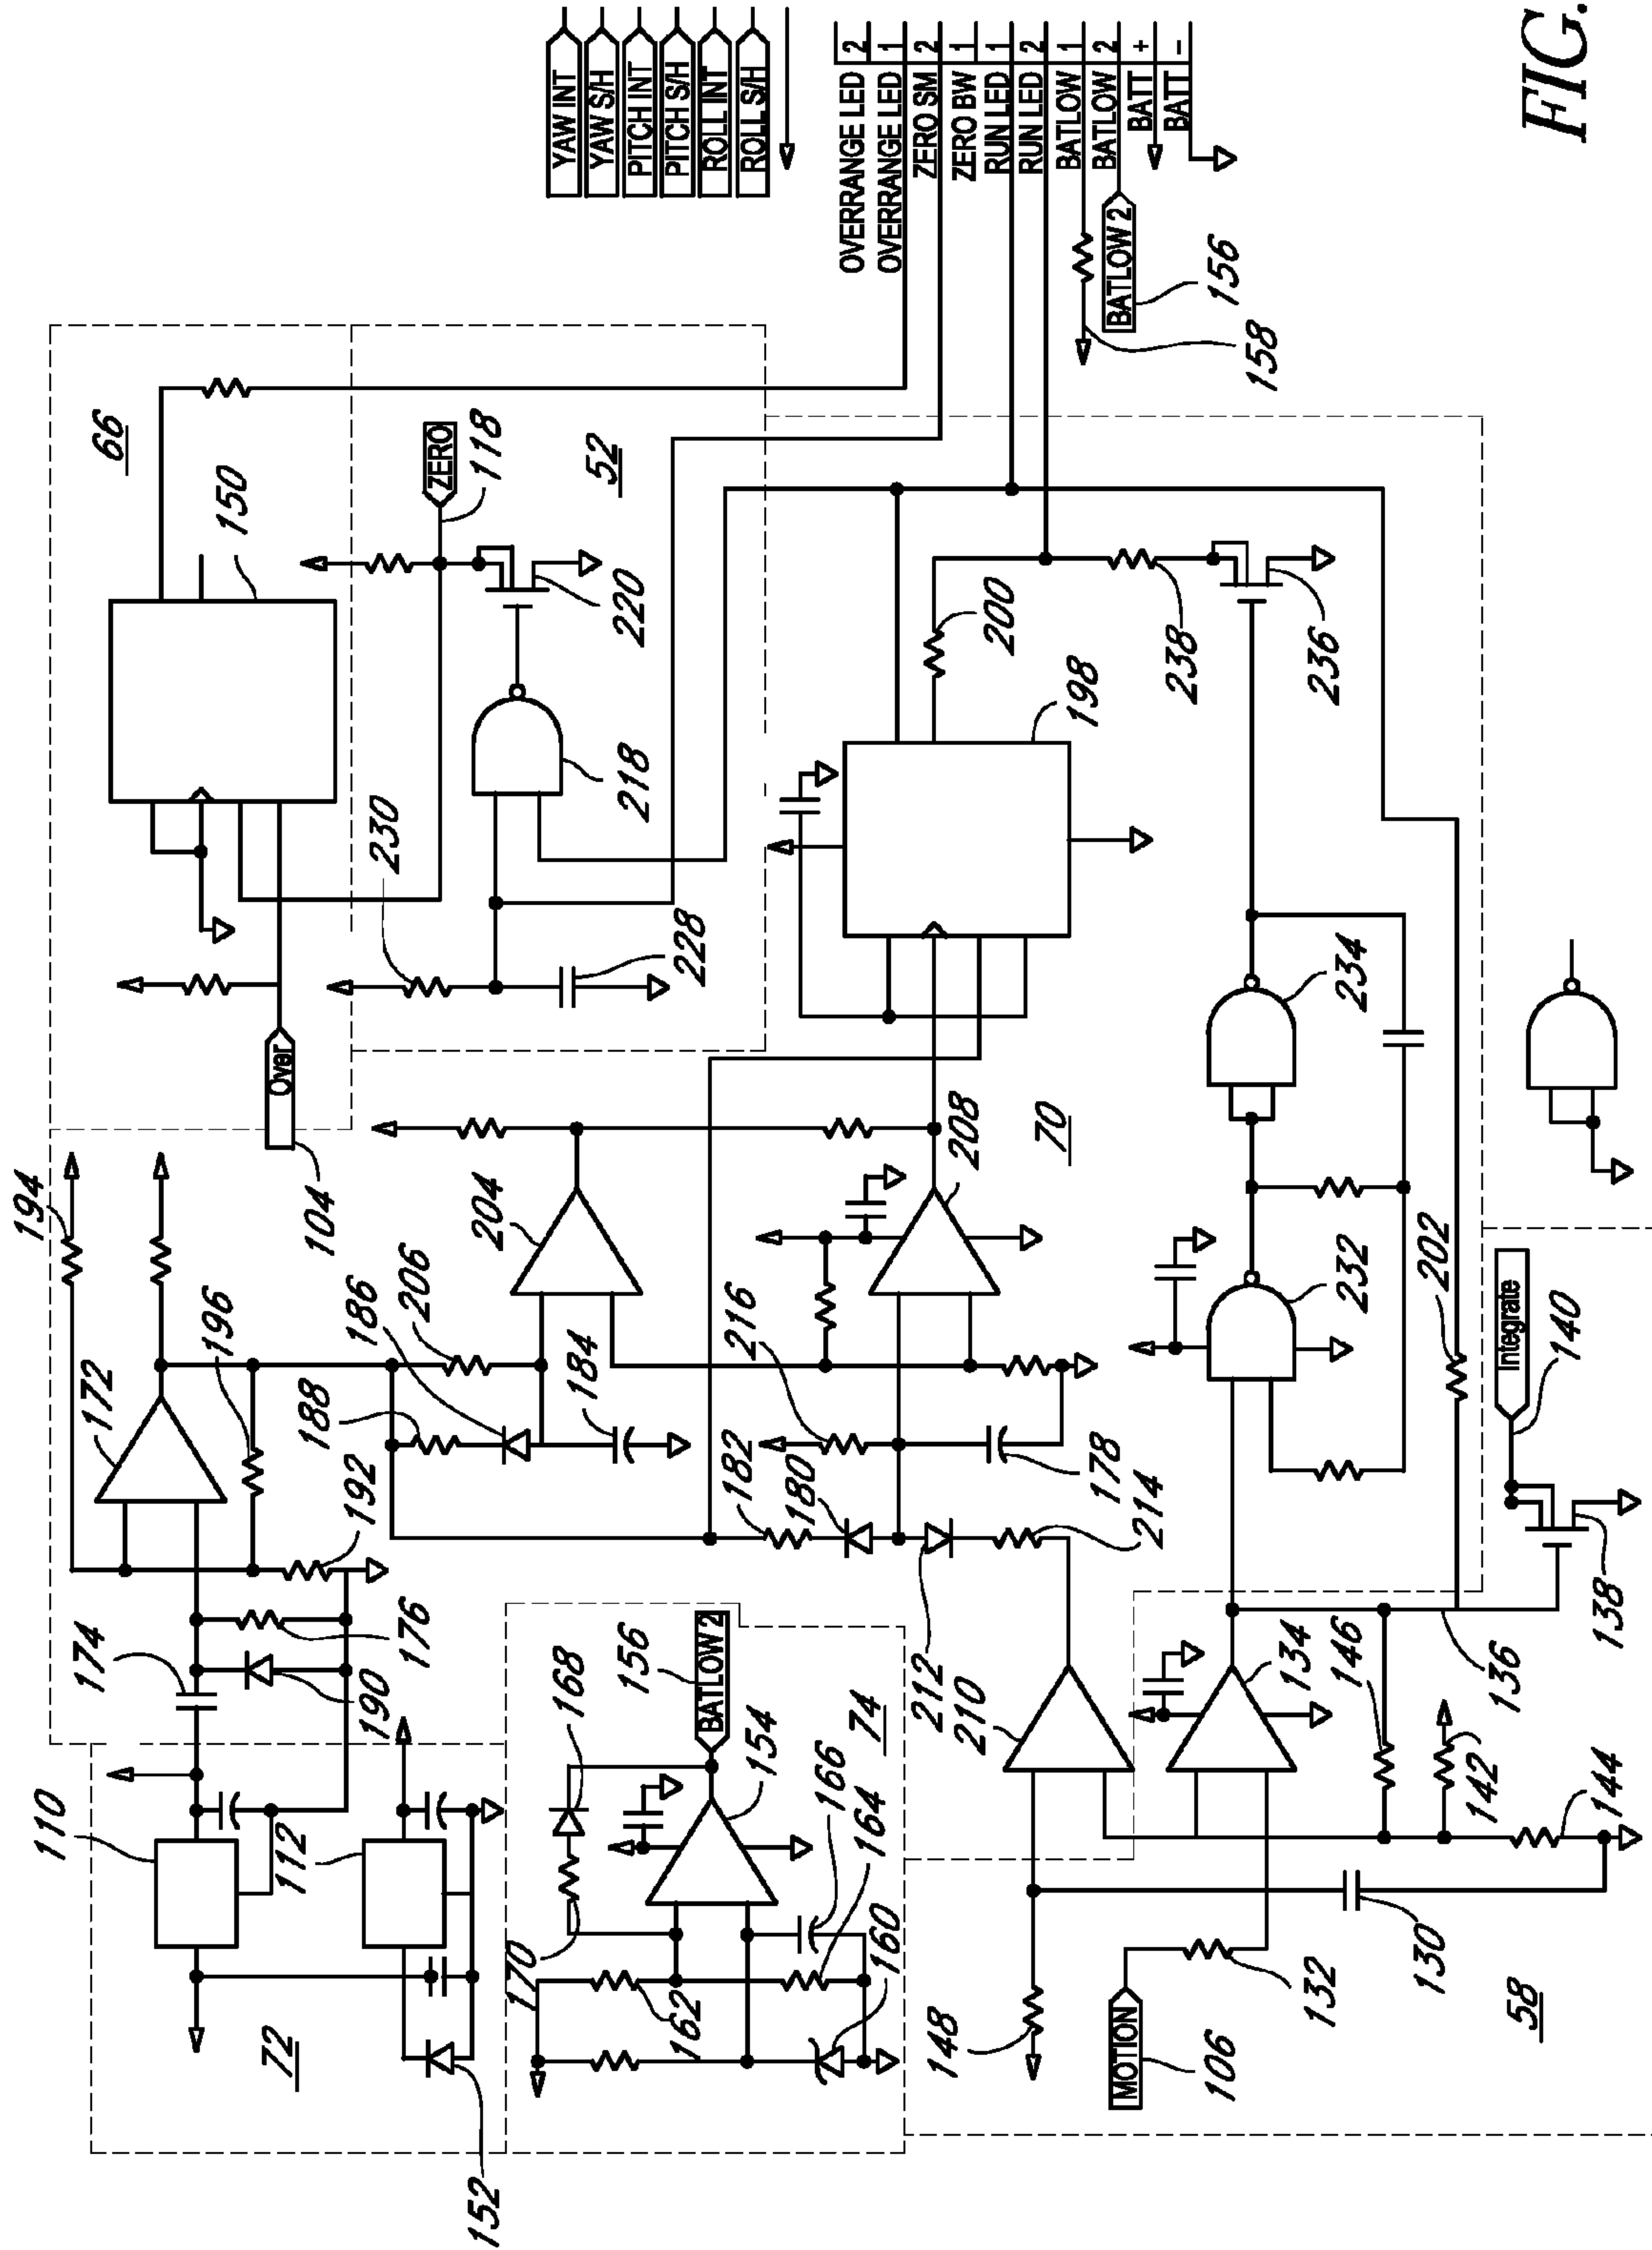 YAW INT
YAW S/H
PITCH INT
PITCH S/H
ROLL INT
ROLL S/H
OVERRANGE LED 2
OVERRANGE LED 1
ZERO SM 2
ZERO BW 1
RUN LED 1
RUN LED 2
BATLOW 1
BATLOW 2
BATT +
BATT -
BATLOW 2
156
158
FIG.
66
150
ZERO
118
52
220
218
230
228
Over
104
194
172
196
192
174
176
190
110
112
72
152
204
206
186
188
184
216
182
180
178
214
212
210
208
70
198
200
238
236
234
232
202
Integrate
140
138
136
134
146
142
144
130
132
148
MOTION
106
58
BATLOW 2
156
168
154
74
166
164
160
162
170